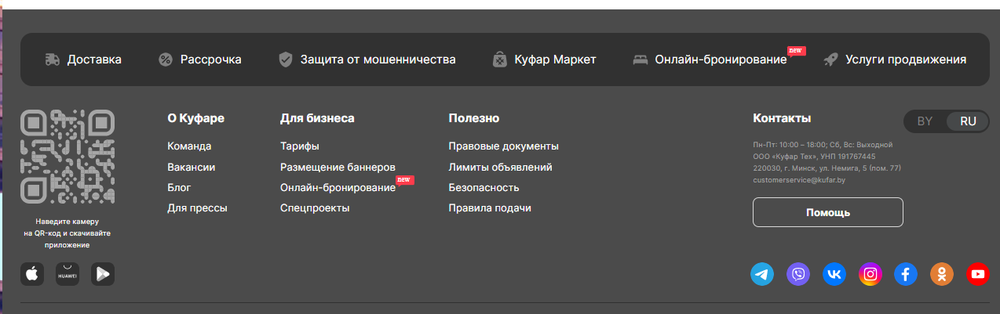 Доставка
Рассрочка
Защита от мошенничества
Куфар Маркет
Онлайн-бронирование new
Услуги продвижения
Наведите камеру
на QR-код и скачивайте
приложение
HUAWEI
О Куфаре
Команда
Вакансии
Блог
Для прессы
Для бизнеса
Тарифы
Размещение баннеров
Онлайн-бронирование new
Спецпроекты
Полезно
Правовые документы
Лимиты объявлений
Безопасность
Правила подачи
Контакты
BY RU
Пн-Пт: 10:00 – 18:00; Сб, Вс: Выходной
ООО «Куфар Тех», УНП 191767445
220030, г. Минск, ул. Немига, 5 (пом. 77)
customerservice@kufar.by
Помощь